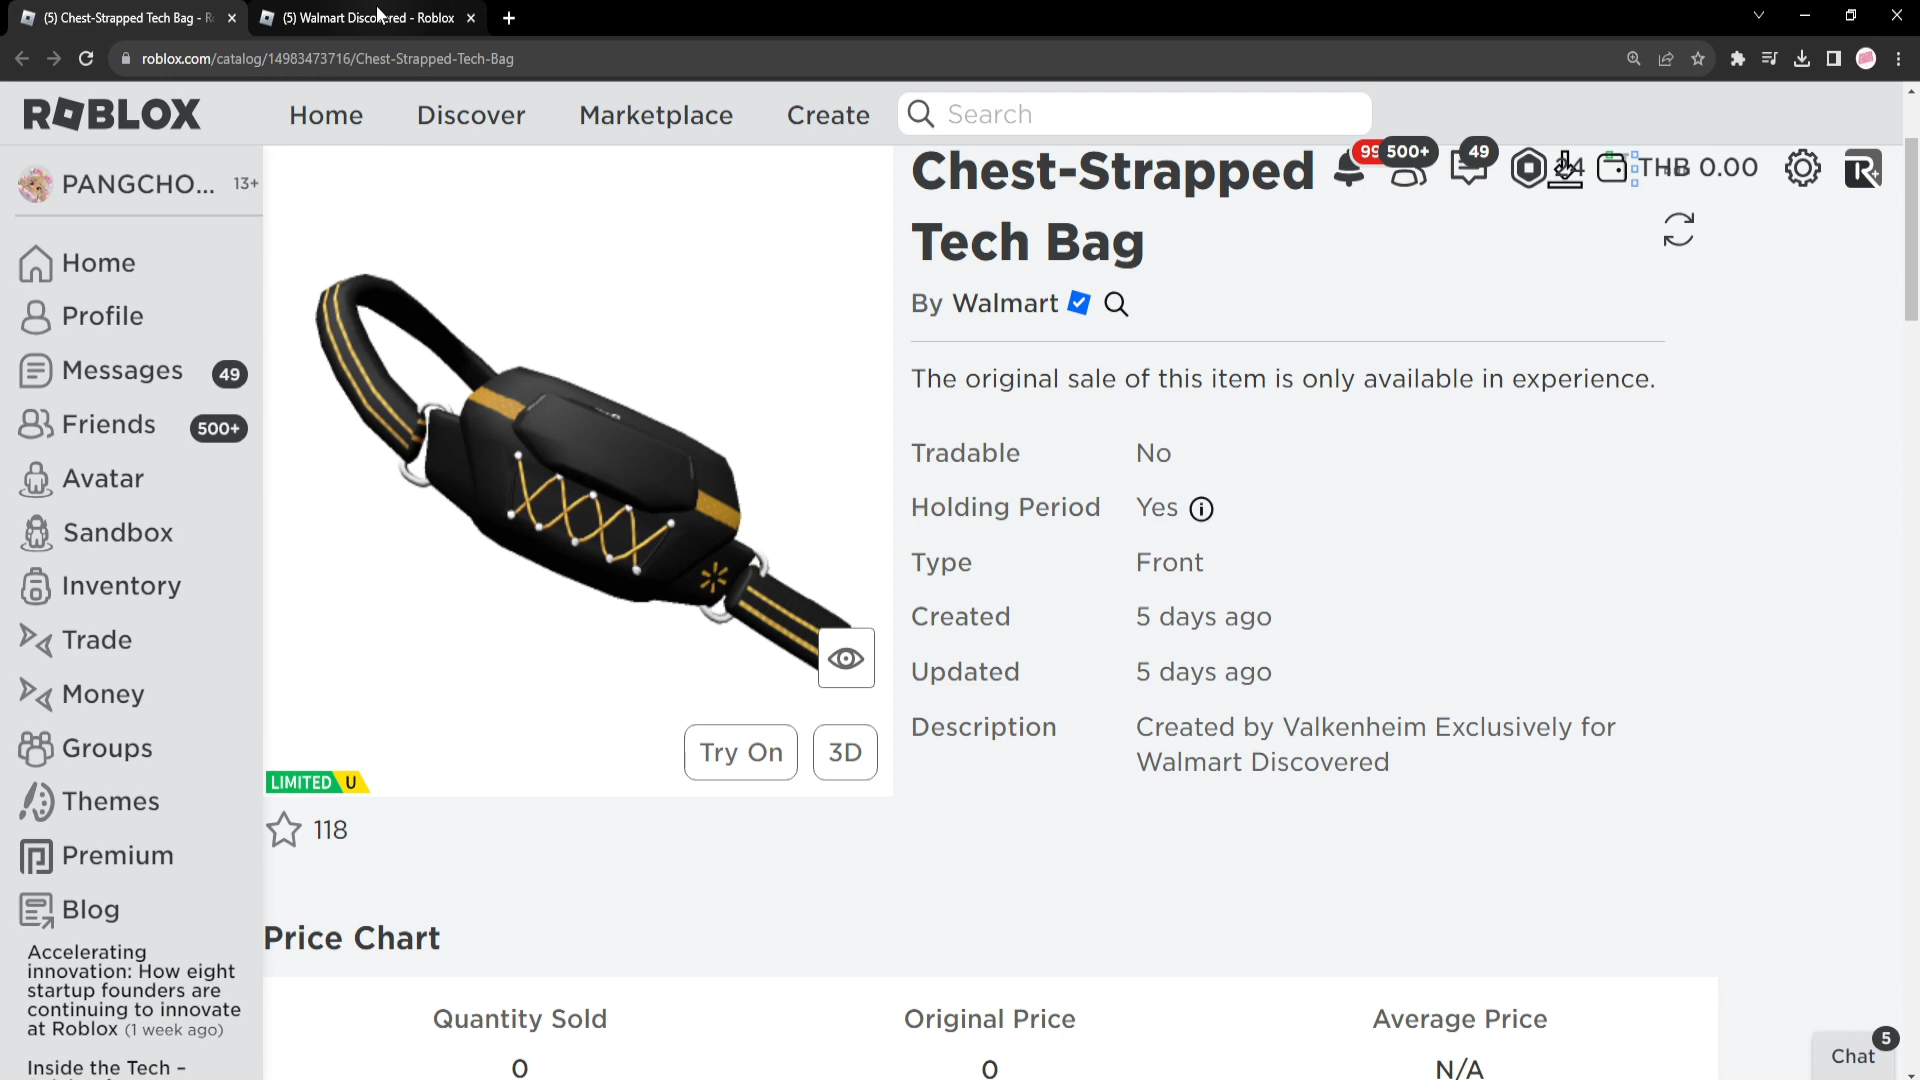 (5) Chest-Strapped Tech Bag - R
(5) Walmart Discovered - Roblox
roblox.com/catalog/14983473716/Chest-Strapped-Tech-Bag
ROBLOX
Home
Discover
Marketplace
Create
Search
PANGCHO...
13+
99
500+
49
THB 0.00
Home
Profile
Messages
49
Friends
500+
Avatar
Sandbox
Inventory
Trade
Money
Groups
Themes
Premium
Blog
Accelerating
innovation: How eight
startup founders are
continuing to innovate
at Roblox (1 week ago)
Inside the Tech –
Try On
3D
LIMITED U
118
Chest-Strapped
Tech Bag
By Walmart
The original sale of this item is only available in experience.
Tradable
No
Holding Period
Yes
Type
Front
Created
5 days ago
Updated
5 days ago
Description
Created by Valkenheim Exclusively for
Walmart Discovered
Price Chart
Quantity Sold
Original Price
Average Price
0
0
N/A
Chat
5